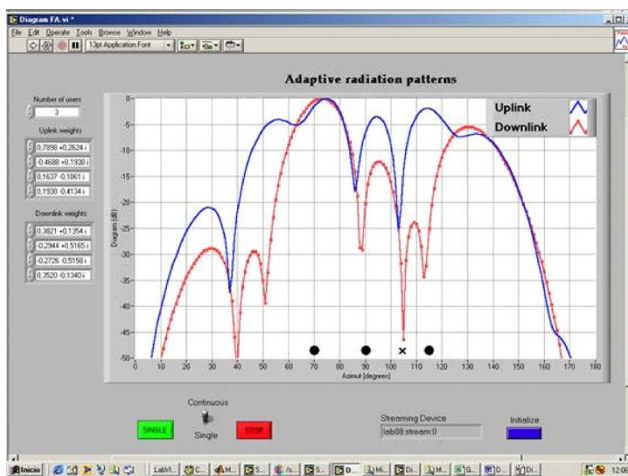 Diagram FA.vi *
File Edit Operate Tools Browse Window Help
13pt Application Font
Adaptive radiation patterns
Number of users
3
Uplink weights
0.7898 +0.2624 i
-0.4688 +0.1938 i
0.1637 -0.1061 i
0.1938 -0.4134 i
Downlink weights
0.3821 +0.1354 i
-0.2944 +0.5165 i
-0.2726 -0.5158 i
0.3520 -0.1340 i
Uplink
Downlink
Diagram (dB)
0
-5
-10
-15
-20
-25
-30
-35
-40
-45
-50
0 10 20 30 40 50 60 70 80 90 100 110 120 130 140 150 160 170 180
Azimut [degrees]
Continuous
Single
SINGLE
STOP
Streaming Device
lab08:stream:0
Initialize
Inicio
LabVI...